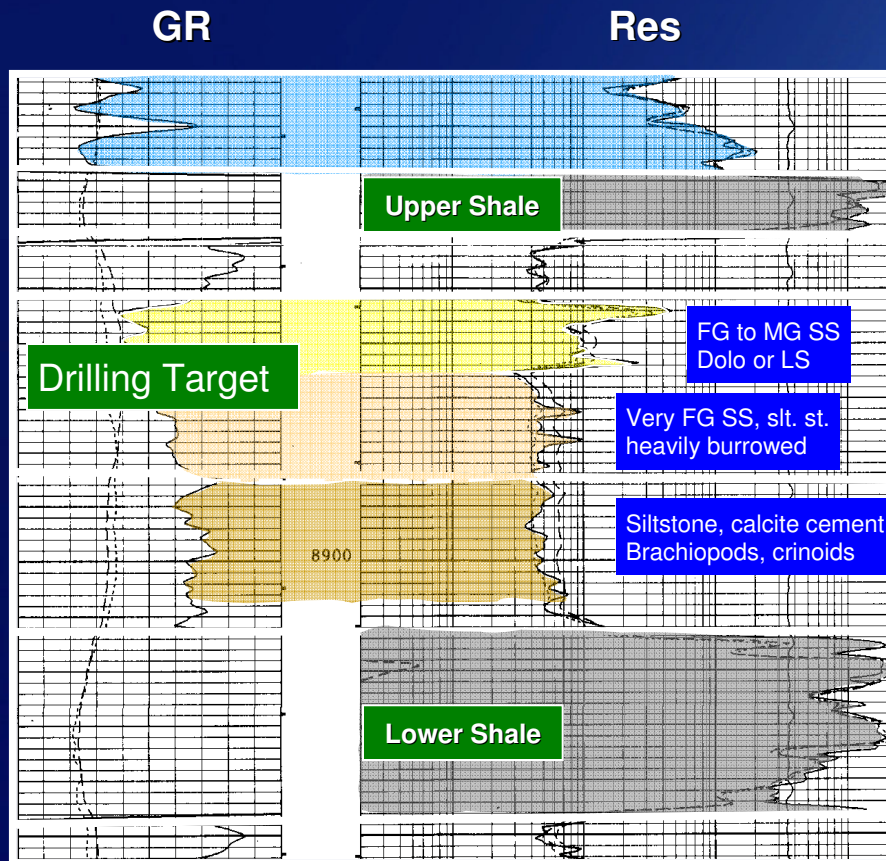 GR
Res
Upper Shale
FG to MG SS
Dolo or LS
Drilling Target
Very FG SS, slt. st.
heavily burrowed
Siltstone, calcite cement
Brachiopods, crinoids
8900
Lower Shale